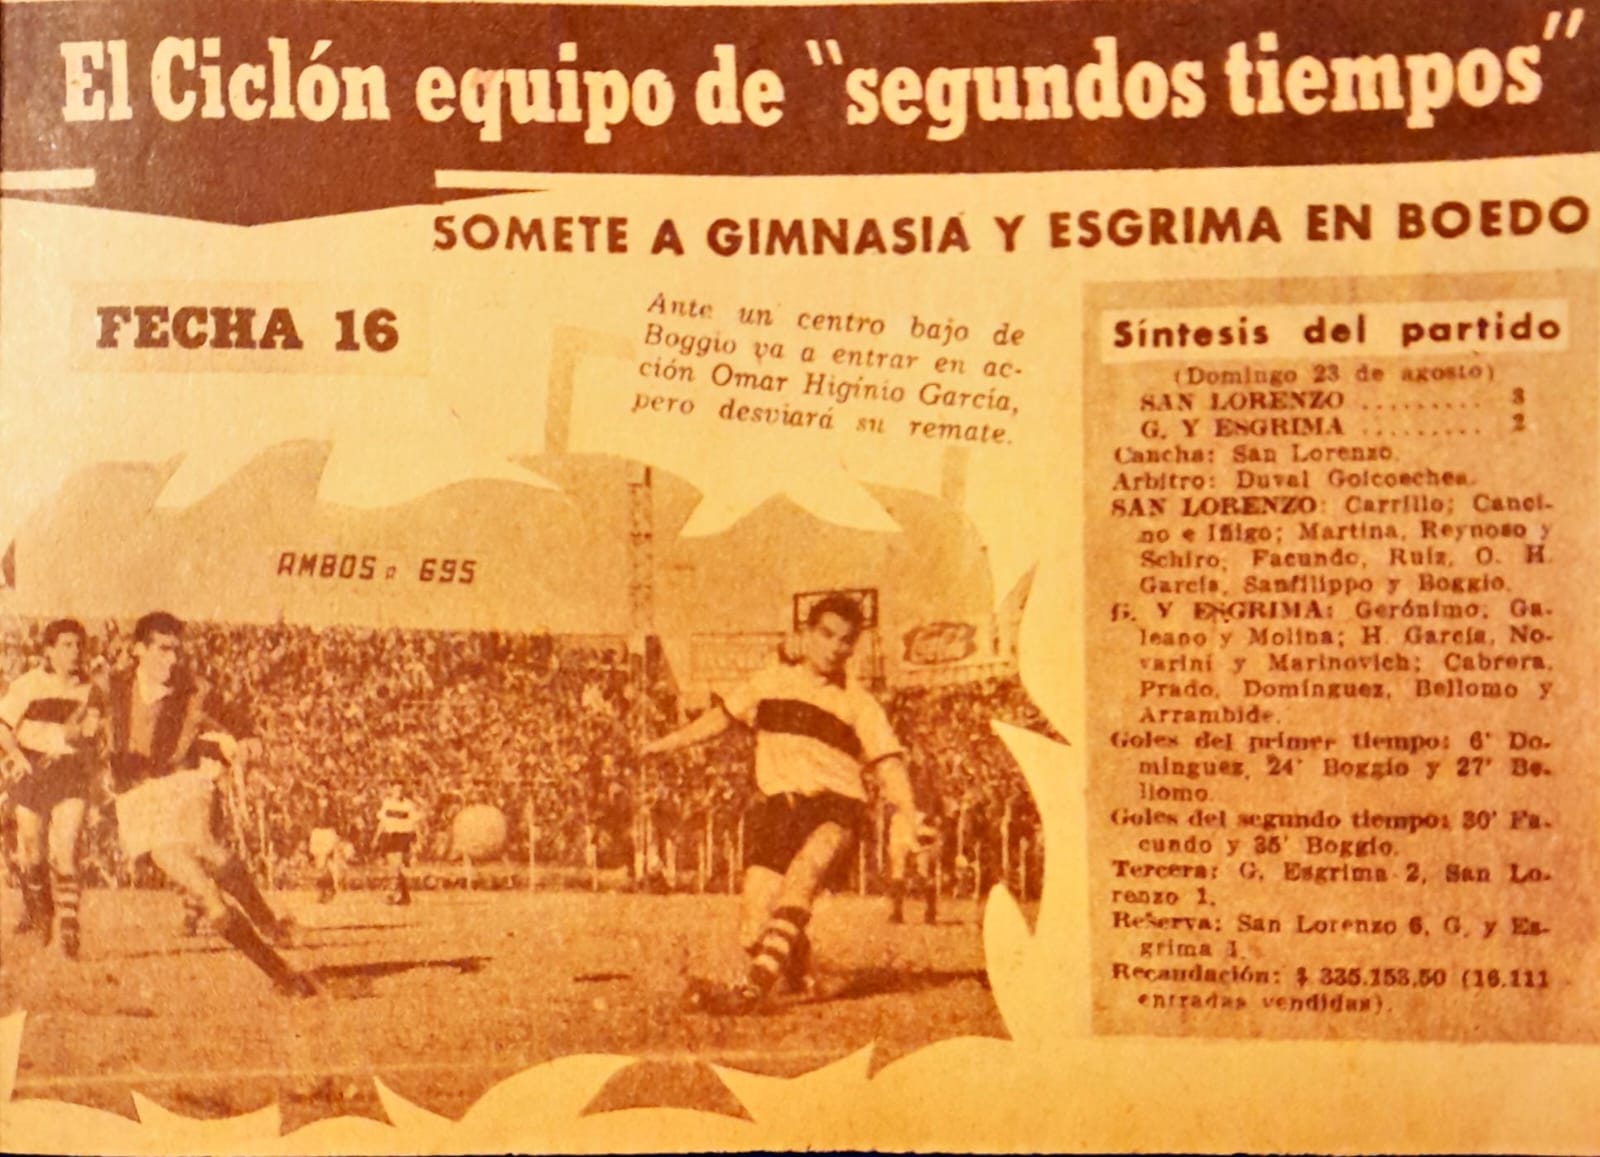 El Ciclón equipo de "segundos tiempos"
SOMETE A GIMNASIA Y ESGRIMA EN BOEDO
FECHA 16
Ante un centro bajo de
Boggio va a entrar en ac-
ción Omar Higinio García,
pero desviará su remate.
AMBOS a 695
Síntesis del partido
(Domingo 23 de agosto)
SAN LORENZO ......... 3
G. Y ESGRIMA ......... 2
Cancha: San Lorenzo.
Arbitro: Duval Goicoechea.
SAN LORENZO: Carrillo; Canci-
no e Iñigo; Martina, Reynoso y
Schiro; Facundo, Ruiz, O. H.
García, Sanfilippo y Boggio.
G. Y ESGRIMA: Gerónimo; Ga-
leano y Molina; H. García, No-
varini y Marinovich; Cabrera,
Prado, Domínguez, Bellomo y
Arrambide.
Goles del primer tiempo: 6' Do-
mínguez, 24' Boggio y 27' Be-
llomo.
Goles del segundo tiempo: 30' Fa-
cundo y 35' Boggio.
Tercera: G. Esgrima 2, San Lo-
renzo 1.
Reserva: San Lorenzo 6, G. y Es-
grima 1.
Recaudación: $ 335.153,50 (16.111
entradas vendidas).